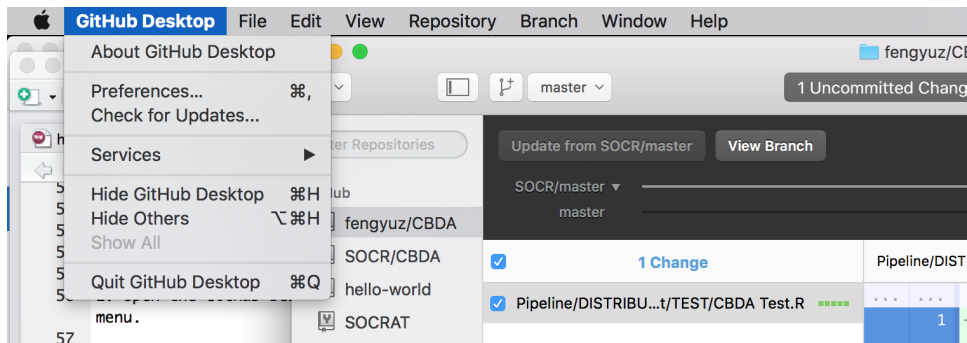 GitHub Desktop File Edit View Repository Branch Window Help
About GitHub Desktop
Preferences... ⌘,
Check for Updates...
Services ▶
Hide GitHub Desktop ⌘H
Hide Others ⌥⌘H
Show All
Quit GitHub Desktop ⌘Q
57
menu.
fengyuz/CB
master
1 Uncommitted Chang
ter Repositories
fengyuz/CBDA
SOCR/CBDA
hello-world
SOCRAT
Update from SOCR/master View Branch
SOCR/master ▼
master
1 Change
Pipeline/DISTRIBU...t/TEST/CBDA Test.R
Pipeline/DIST
... ...
1